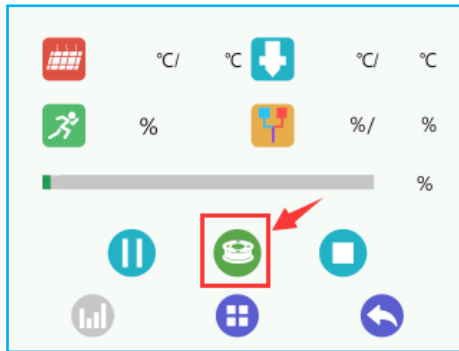 ℃/ ℃ ℃/ ℃
% %/ %
%